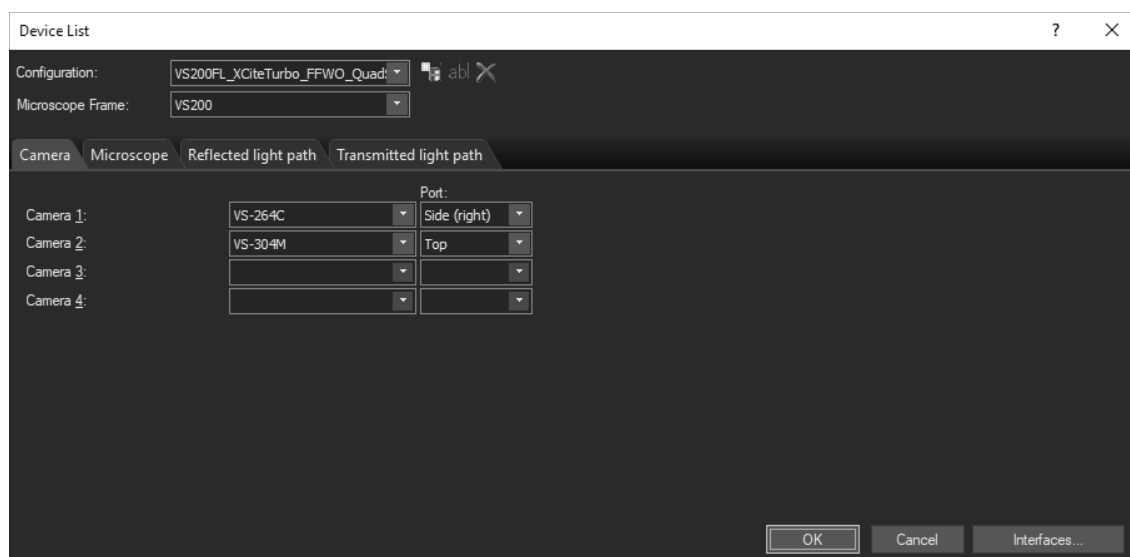 Device List ?
Configuration: VS200FL_XCiteTurbo_FFWO_Quad abl
Microscope Frame: VS200
Camera Microscope Reflected light path Transmitted light path
Port:
Camera 1: VS-264C Side (right)
Camera 2: VS-304M Top
Camera 3:
Camera 4:
OK Cancel Interfaces...